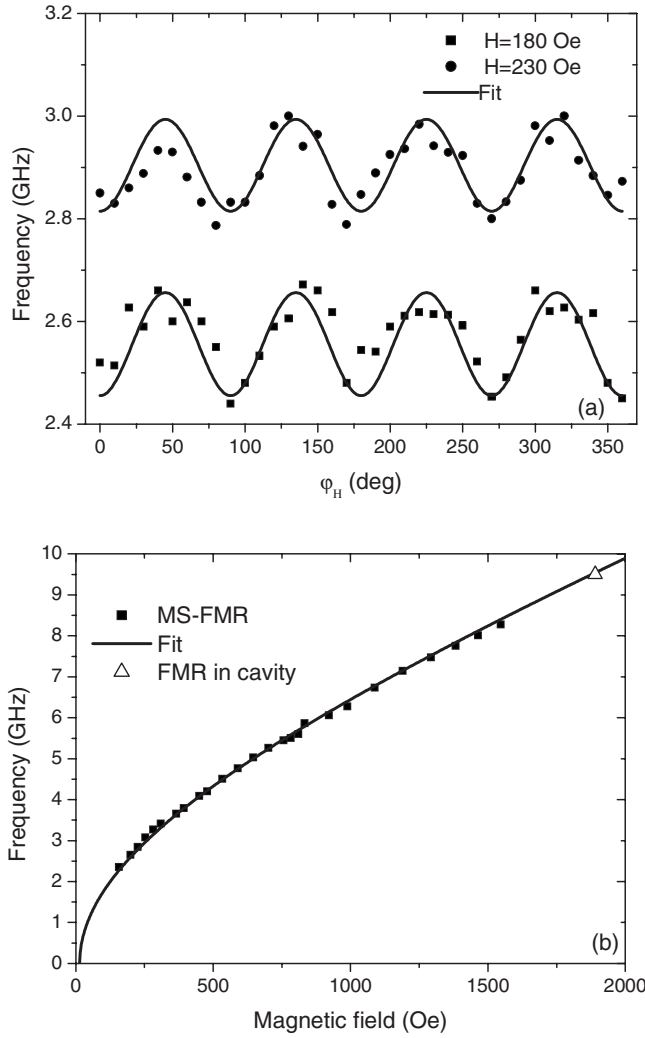 H=180 Oe
H=230 Oe
Fit
3.0
2.8
2.6
2.4
Frequency (GHz)
0 50 100 150 200 250 300 350
(a)
φH (deg)
10
9
8
7
6
5
4
3
2
1
0
MS-FMR
Fit
FMR in cavity
Frequency (GHz)
(b)
0 500 1000 1500 2000
Magnetic field (Oe)